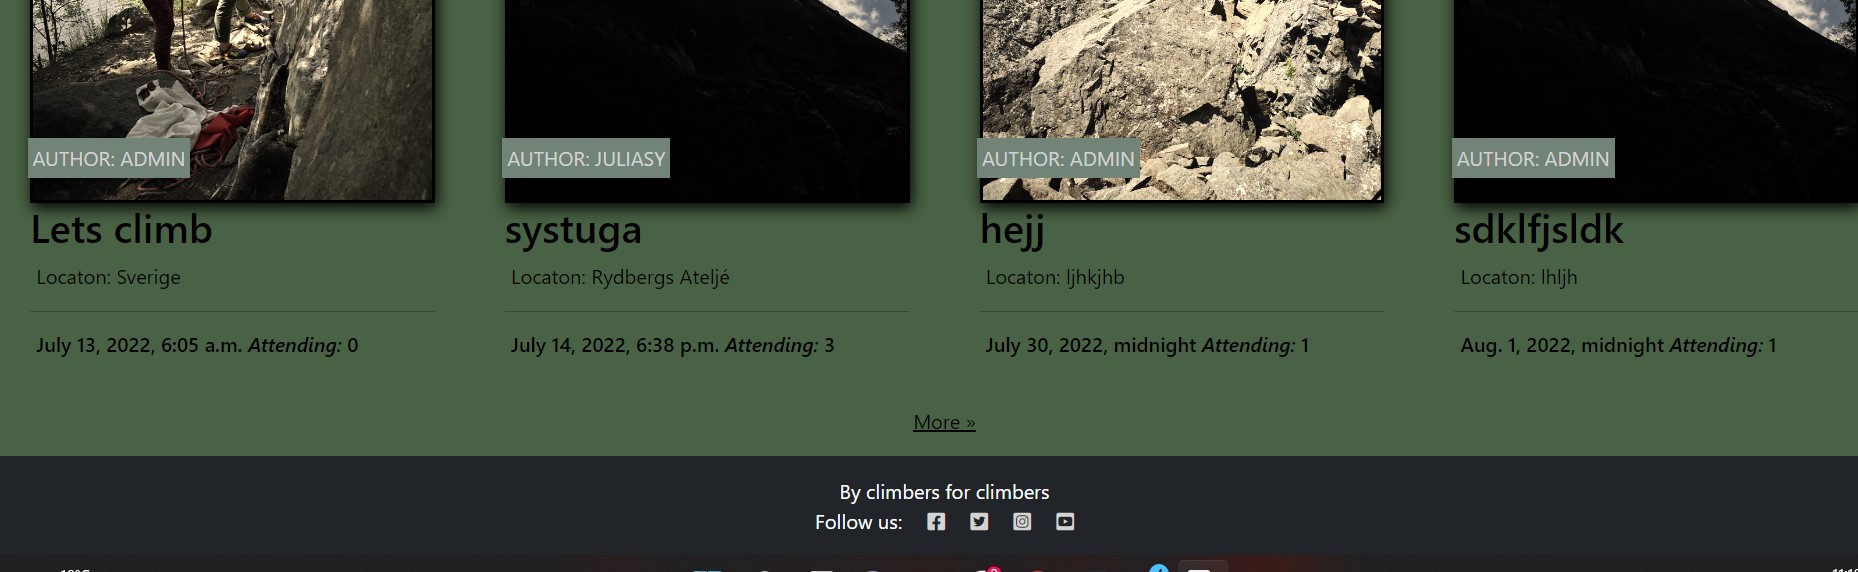 AUTHOR: ADMIN
AUTHOR: JULIASY
AUTHOR: ADMIN
AUTHOR: ADMIN
Lets climb
systuga
hejj
sdklfjsldk
Locaton: Sverige
Locaton: Rydbergs Ateljé
Locaton: ljhkjhb
Locaton: lhljh
July 13, 2022, 6:05 a.m. Attending: 0
July 14, 2022, 6:38 p.m. Attending: 3
July 30, 2022, midnight Attending: 1
Aug. 1, 2022, midnight Attending: 1
More »
By climbers for climbers
Follow us: